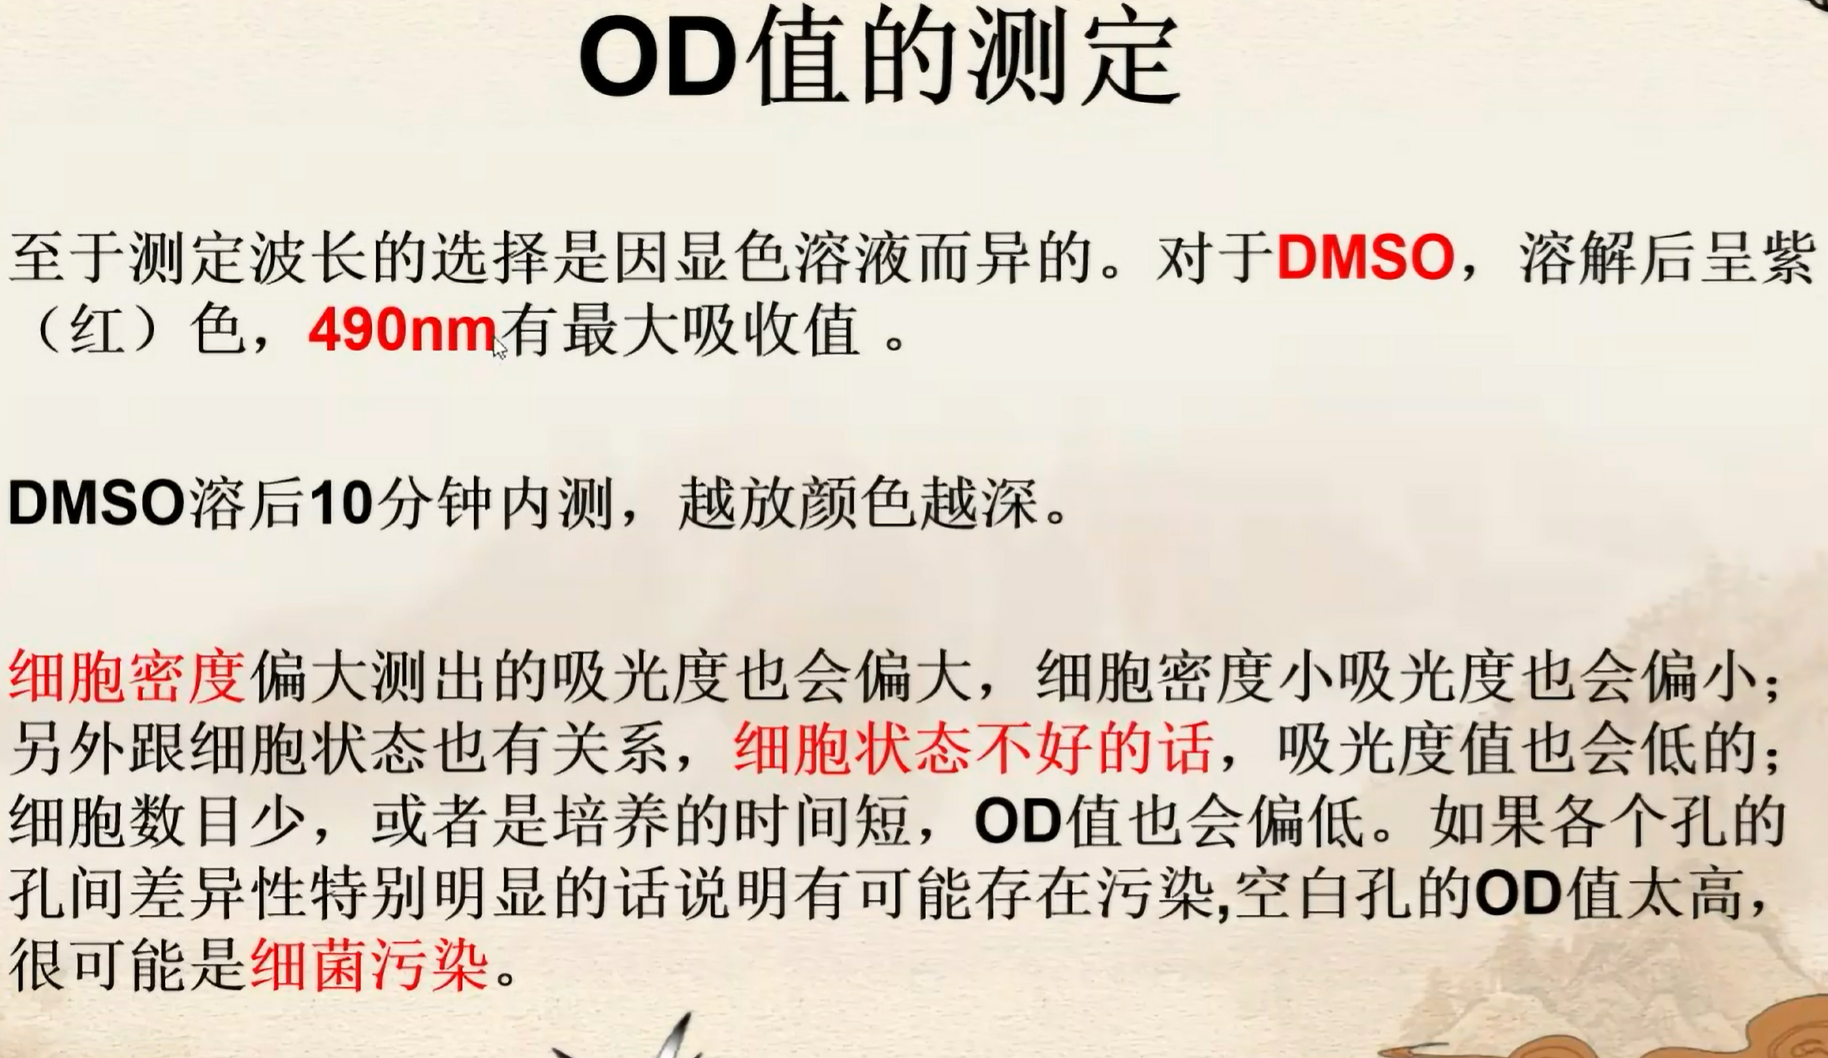 OD值的测定
至于测定波长的选择是因显色溶液而异的。对于DMSO，溶解后呈紫
（红）色，490nm有最大吸收值 。
DMSO溶后10分钟内测，越放颜色越深。
细胞密度偏大测出的吸光度也会偏大，细胞密度小吸光度也会偏小；
另外跟细胞状态也有关系，细胞状态不好的话，吸光度值也会低的；
细胞数目少，或者是培养的时间短，OD值也会偏低。如果各个孔的
孔间差异性特别明显的话说明有可能存在污染,空白孔的OD值太高，
很可能是细菌污染。